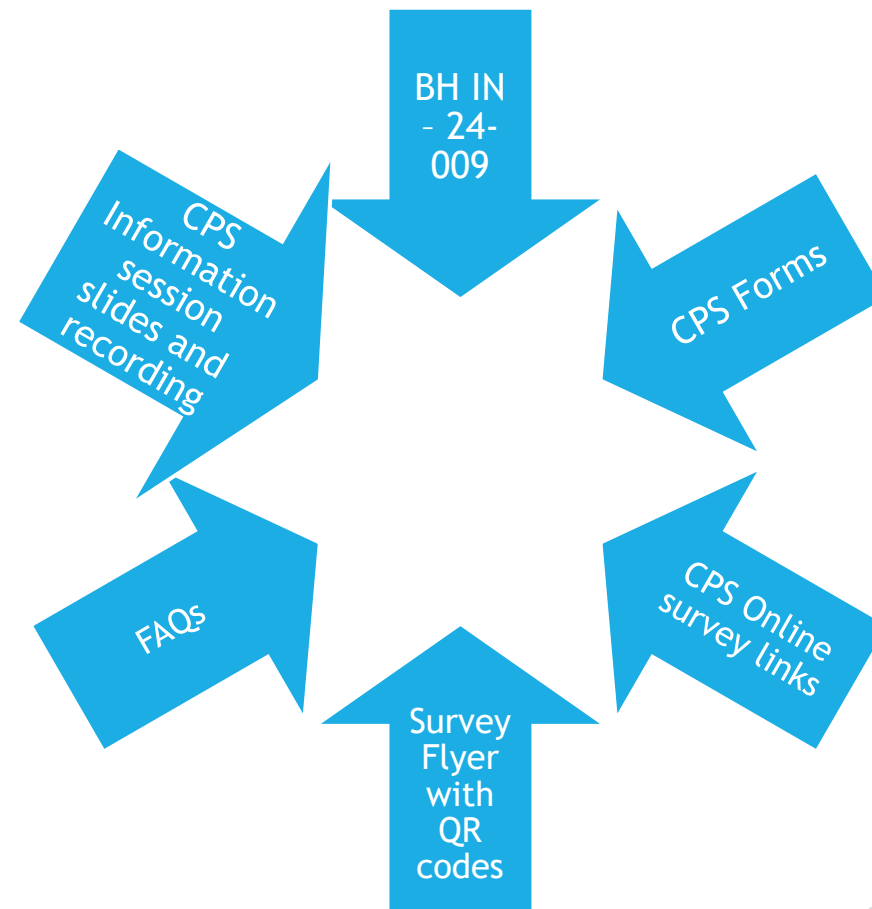 BH IN
– 24-
009
CPS Forms
CPS Online
survey links
Survey
Flyer
with
QR
codes
FAQs
CPS
Information
session
slides and
recording